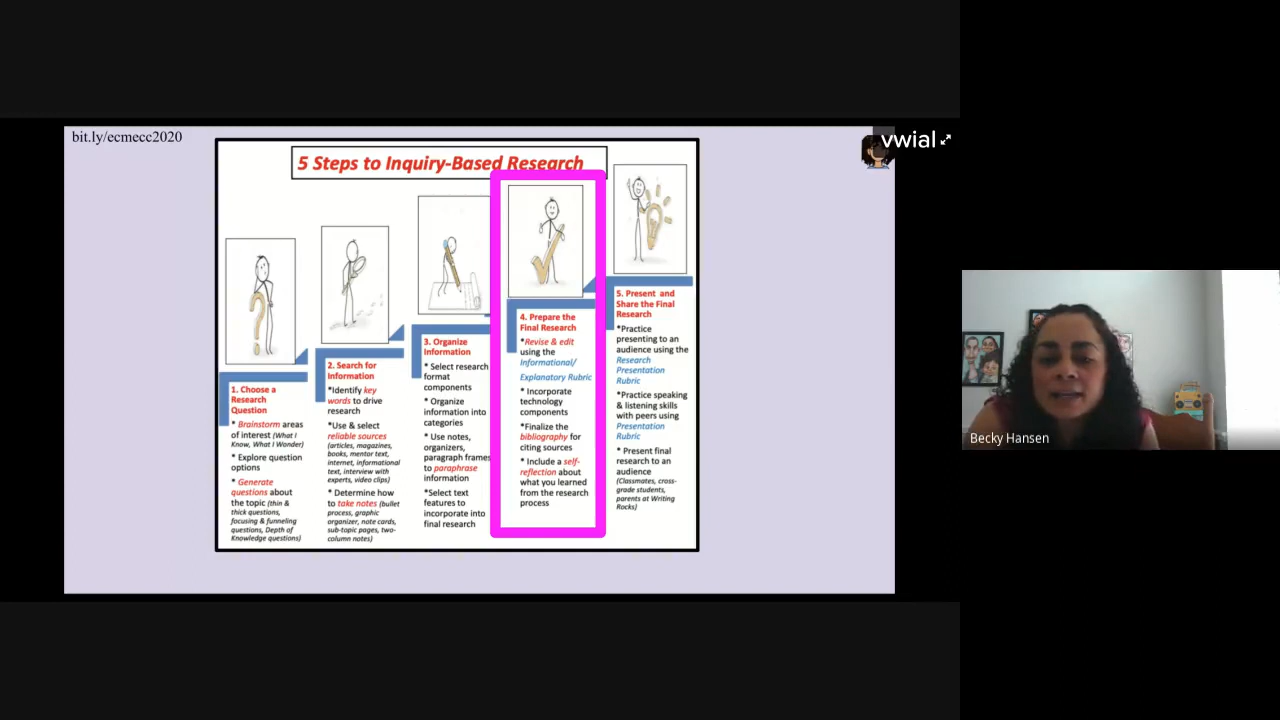 bit.ly/ecmecc2020
vwial
5 Steps to Inquiry-Based Research
1. Choose a
Research
Question
* Brainstorm areas
of interest (What I
Know, What I Wonder)
* Explore question
options
* Generate
questions about
the topic (thin &
thick questions,
focusing & funneling
questions, Depth of
Knowledge questions)
2. Search for
Information
*Identify key
words to drive
research
*Use & select
reliable sources
(articles, magazines,
books, mentor text,
internet, informational
text, interview with
experts, video clips)
* Determine how
to take notes (bullet
process, graphic
organizer, note cards,
sub-topic pages, two-
column notes)
3. Organize
Information
* Select research
format
components
* Organize
information into
categories
* Use notes,
organizers,
paragraph frames
to paraphrase
information
*Select text
features to
incorporate into
final research
4. Prepare the
Final Research
*Revise & edit
using the
Informational/
Explanatory Rubric
* Incorporate
technology
components
*Finalize the
bibliography for
citing sources
* Include a self-
reflection about
what you learned
from the research
process
5. Present and
Share the Final
Research
*Practice
presenting to an
audience using the
Research
Presentation
Rubric
*Practice speaking
& listening skills
with peers using
Presentation
Rubric
* Present final
research to an
audience
(Classmates, cross-
grade students,
parents at Writing
Rocks)
Becky Hansen